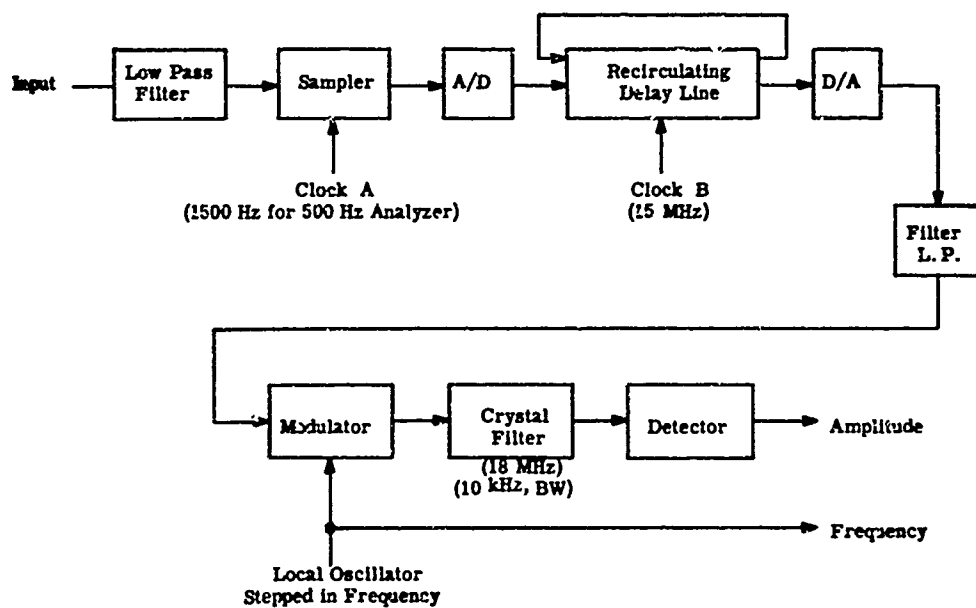 Input
Low Pass
Filter
Sampler
A/D
Recirculating
Delay Line
D/A
Clock A
(1500 Hz for 500 Hz Analyzer)
Clock B
(15 MHz)
Filter
L. P.
Modulator
Crystal
Filter
(18 MHz)
(10 kHz, BW)
Detector
Amplitude
Frequency
Local Oscillator
Stepped in Frequency